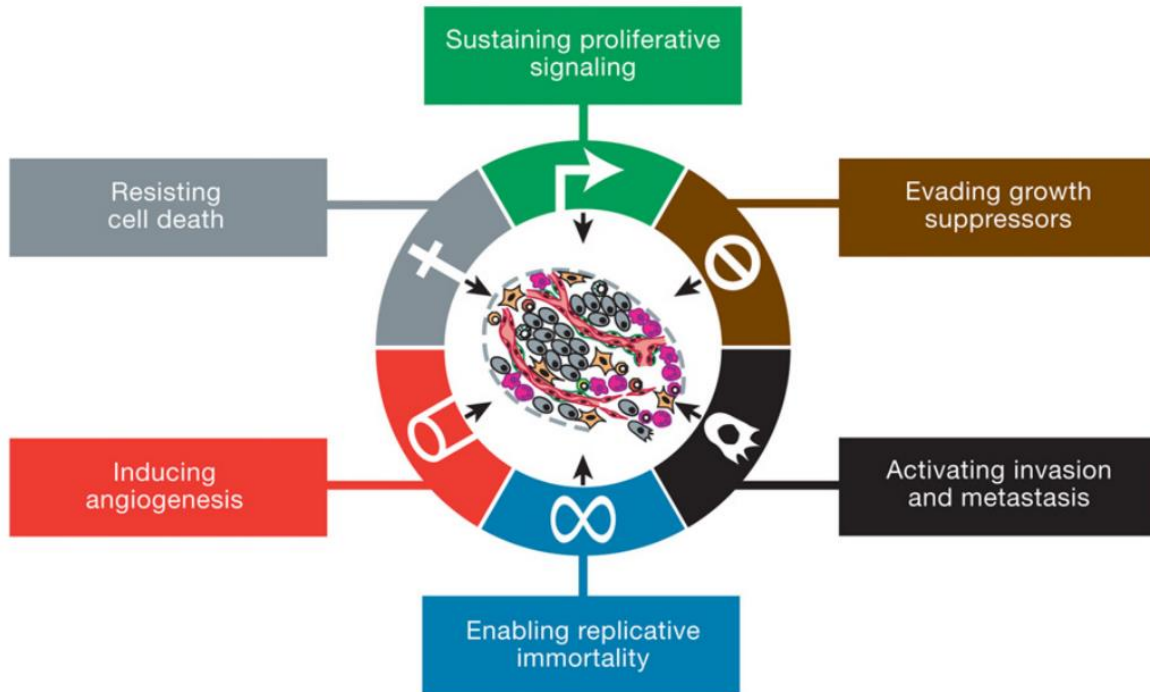 Sustaining proliferative
signaling
Resisting
cell death
Evading growth
suppressors
Inducing
angiogenesis
Activating invasion
and metastasis
Enabling replicative
immortality